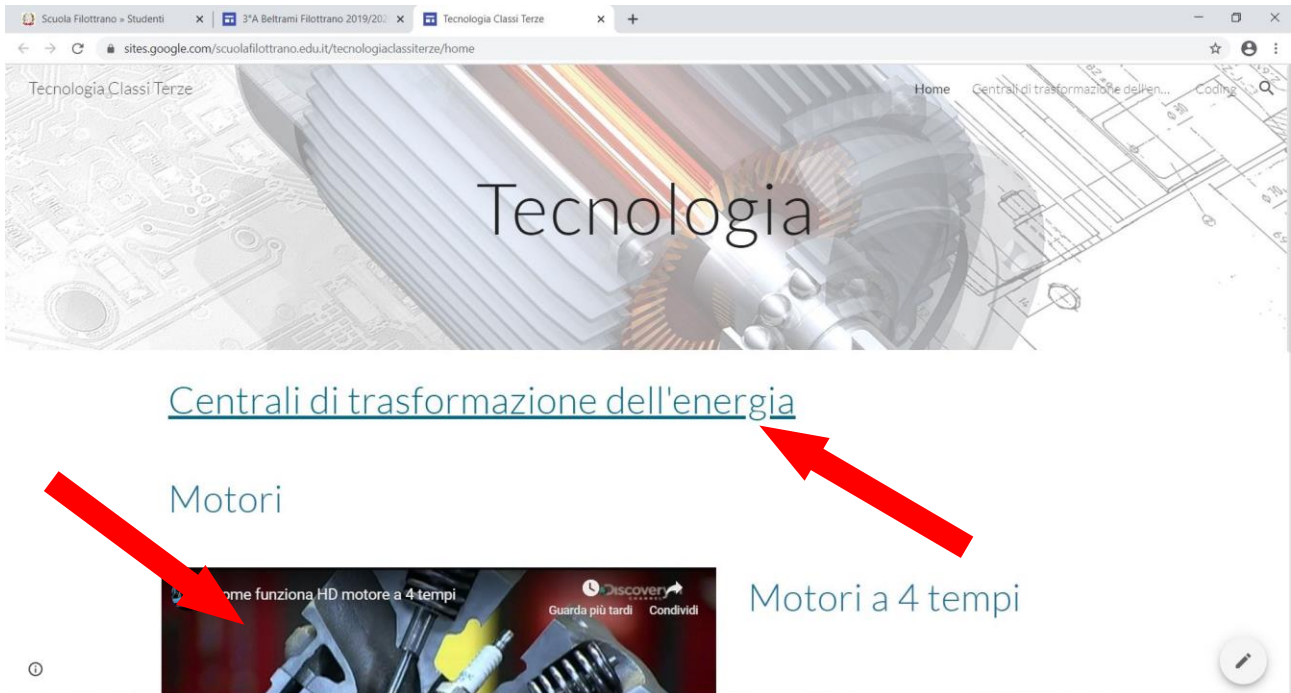 Scuola Filottrano » Studenti
3°A Beltrami Filottrano 2019/202
Tecnologia Classi Terze
sites.google.com/scuolafilottrano.edu.it/tecnologiaclassiterze/home
Tecnologia Classi Terze
Home Centrali di trasformazione dell'en... Coding
Tecnologia
Centrali di trasformazione dell'energia
Motori
ome funziona HD motore a 4 tempi
Discovery
CHANNEL
Guarda più tardi Condividi
Motori a 4 tempi